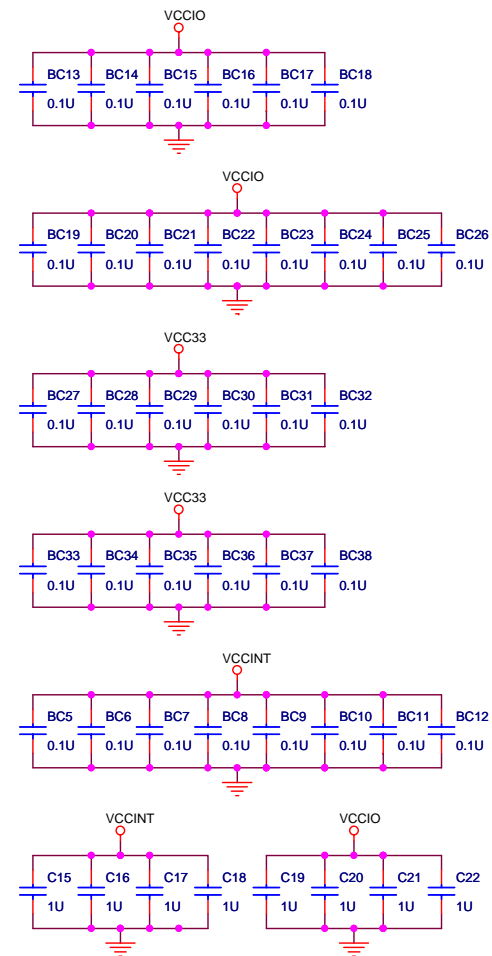 VCCIO
BC13 BC14 BC15 BC16 BC17 BC18
0.1U 0.1U 0.1U 0.1U 0.1U 0.1U
VCCIO
BC19 BC20 BC21 BC22 BC23 BC24 BC25 BC26
0.1U 0.1U 0.1U 0.1U 0.1U 0.1U 0.1U 0.1U
VCC33
BC27 BC28 BC29 BC30 BC31 BC32
0.1U 0.1U 0.1U 0.1U 0.1U 0.1U
VCC33
BC33 BC34 BC35 BC36 BC37 BC38
0.1U 0.1U 0.1U 0.1U 0.1U 0.1U
VCCINT
BC5 BC6 BC7 BC8 BC9 BC10 BC11 BC12
0.1U 0.1U 0.1U 0.1U 0.1U 0.1U 0.1U 0.1U
VCCINT VCCIO
C15 C16 C17 C18 C19 C20 C21 C22
1U 1U 1U 1U 1U 1U 1U 1U